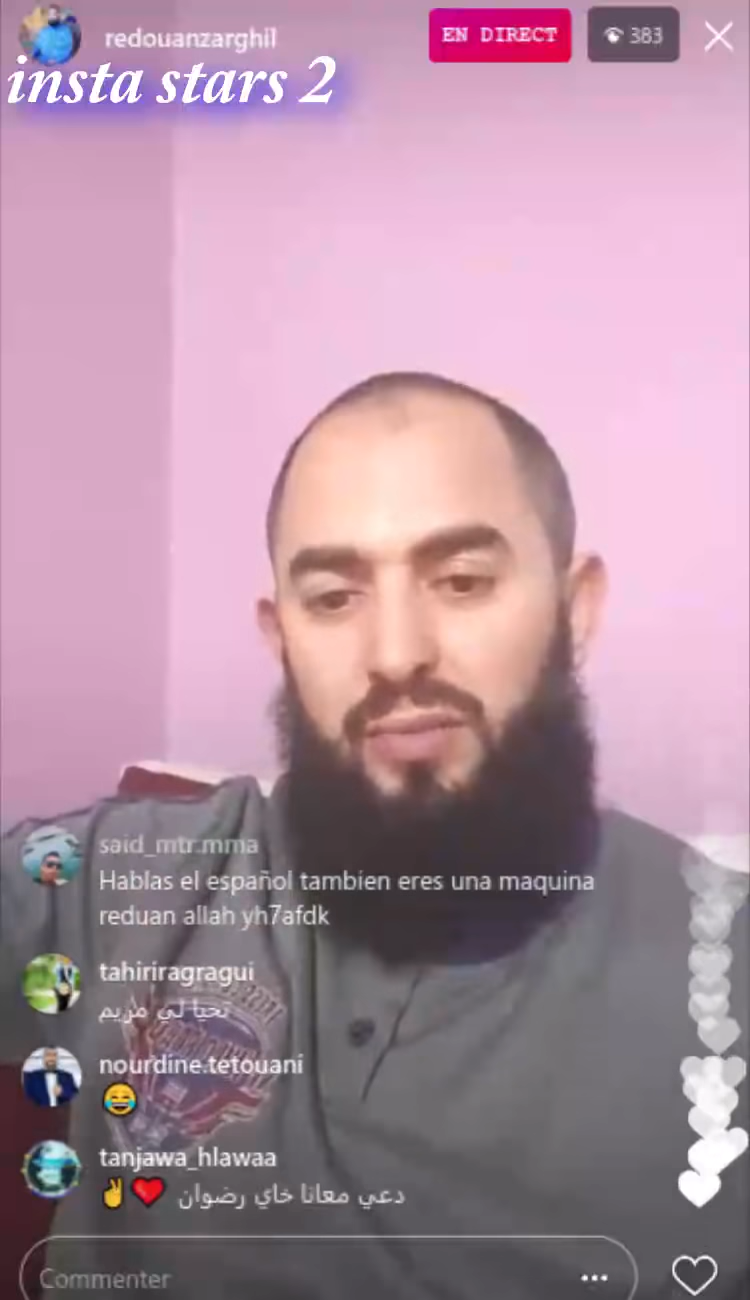 redouanzarghil
EN DIRECT
383
insta stars 2
said_mtr.mma
Hablas el español tambien eres una maquina
reduan allah yh7afdk
tahiriragragui
تحيا لي مريم
nourdine.tetouani
😂
tanjawa_hlawaa
دعي معانا خاي رضوان ❤️✌️
Commenter